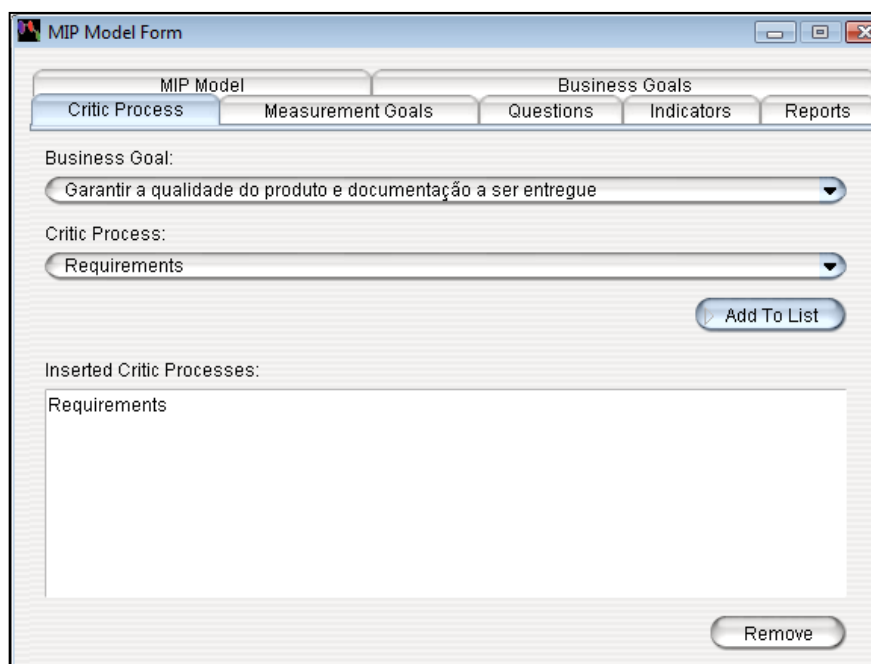 MIP Model Form
MIP Model Business Goals
Critic Process Measurement Goals Questions Indicators Reports
Business Goal:
Garantir a qualidade do produto e documentação a ser entregue
Critic Process:
Requirements
Add To List
Inserted Critic Processes:
Requirements
Remove